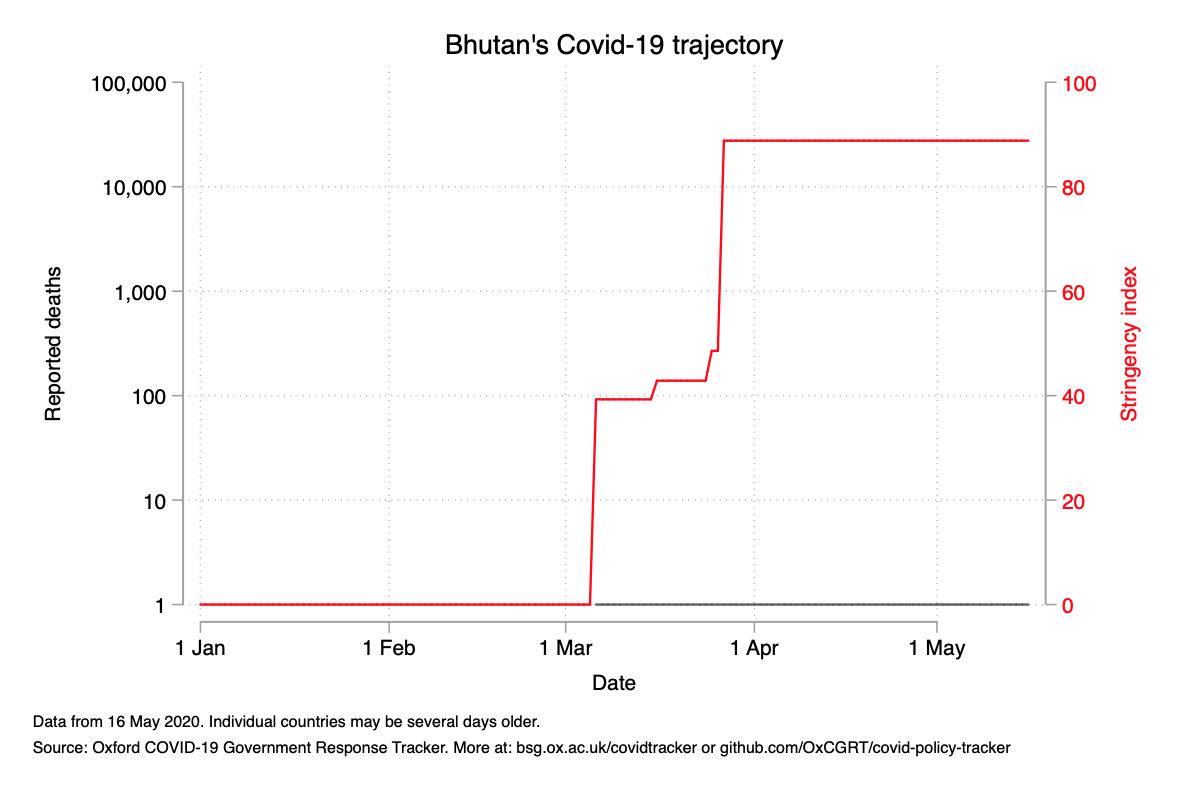 Bhutan's Covid-19 trajectory
100,000
10,000
1,000
100
10
1
Reported deaths
100
80
60
40
20
0
Stringency index
1 Jan
1 Feb
1 Mar
1 Apr
1 May
Date
Data from 16 May 2020. Individual countries may be several days older.
Source: Oxford COVID-19 Government Response Tracker. More at: bsg.ox.ac.uk/covidtracker or github.com/OxCGRT/covid-policy-tracker